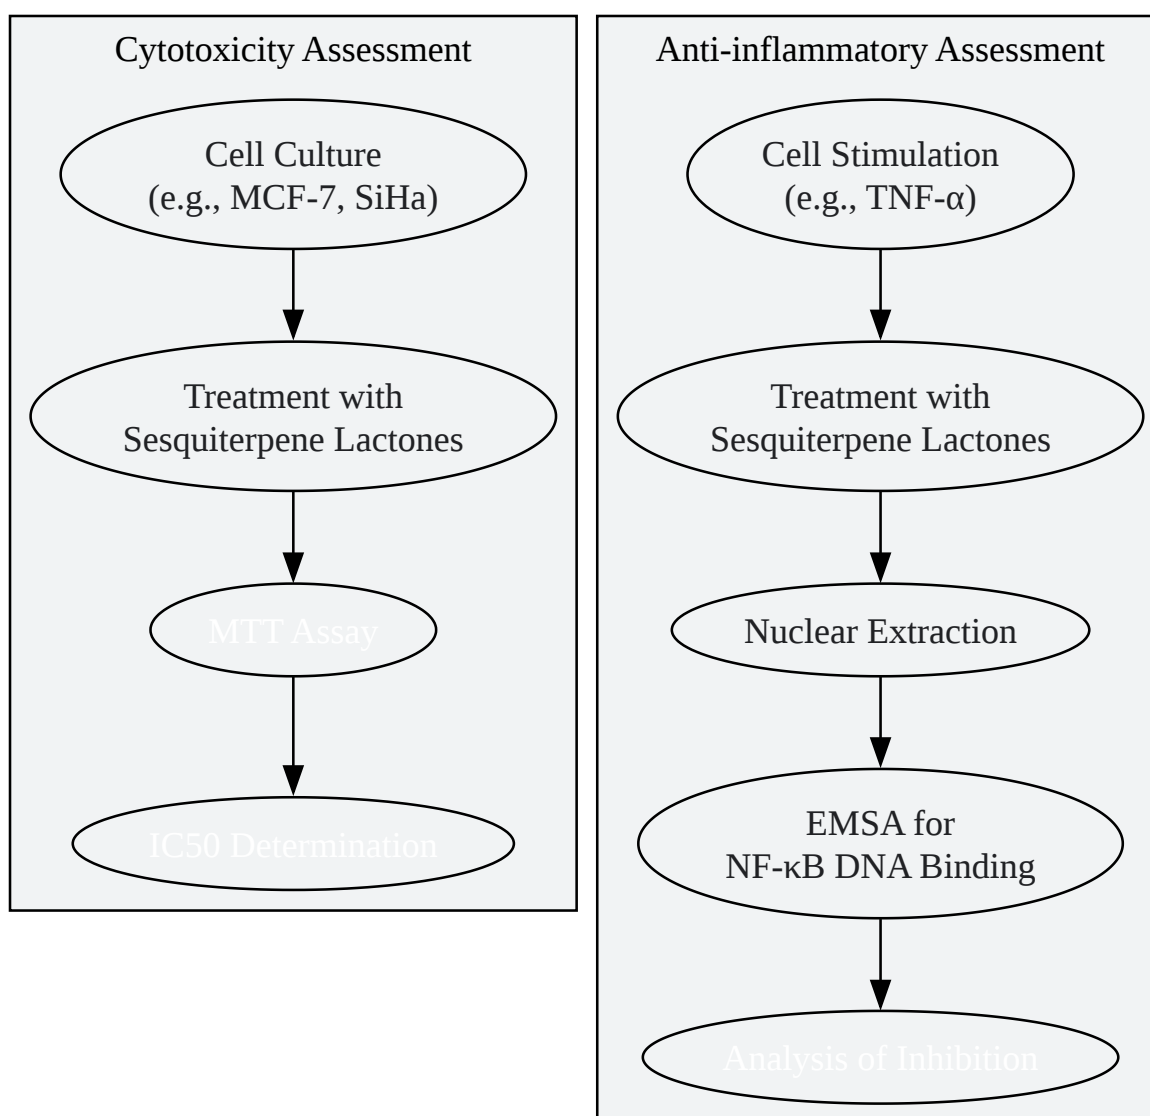 Cytotoxicity Assessment
Cell Culture
(e.g., MCF-7, SiHa)
Treatment with
Sesquiterpene Lactones
MTT Assay
IC50 Determination
Anti-inflammatory Assessment
Cell Stimulation
(e.g., TNF-α)
Treatment with
Sesquiterpene Lactones
Nuclear Extraction
EMSA for
NF-κB DNA Binding
Analysis of Inhibition